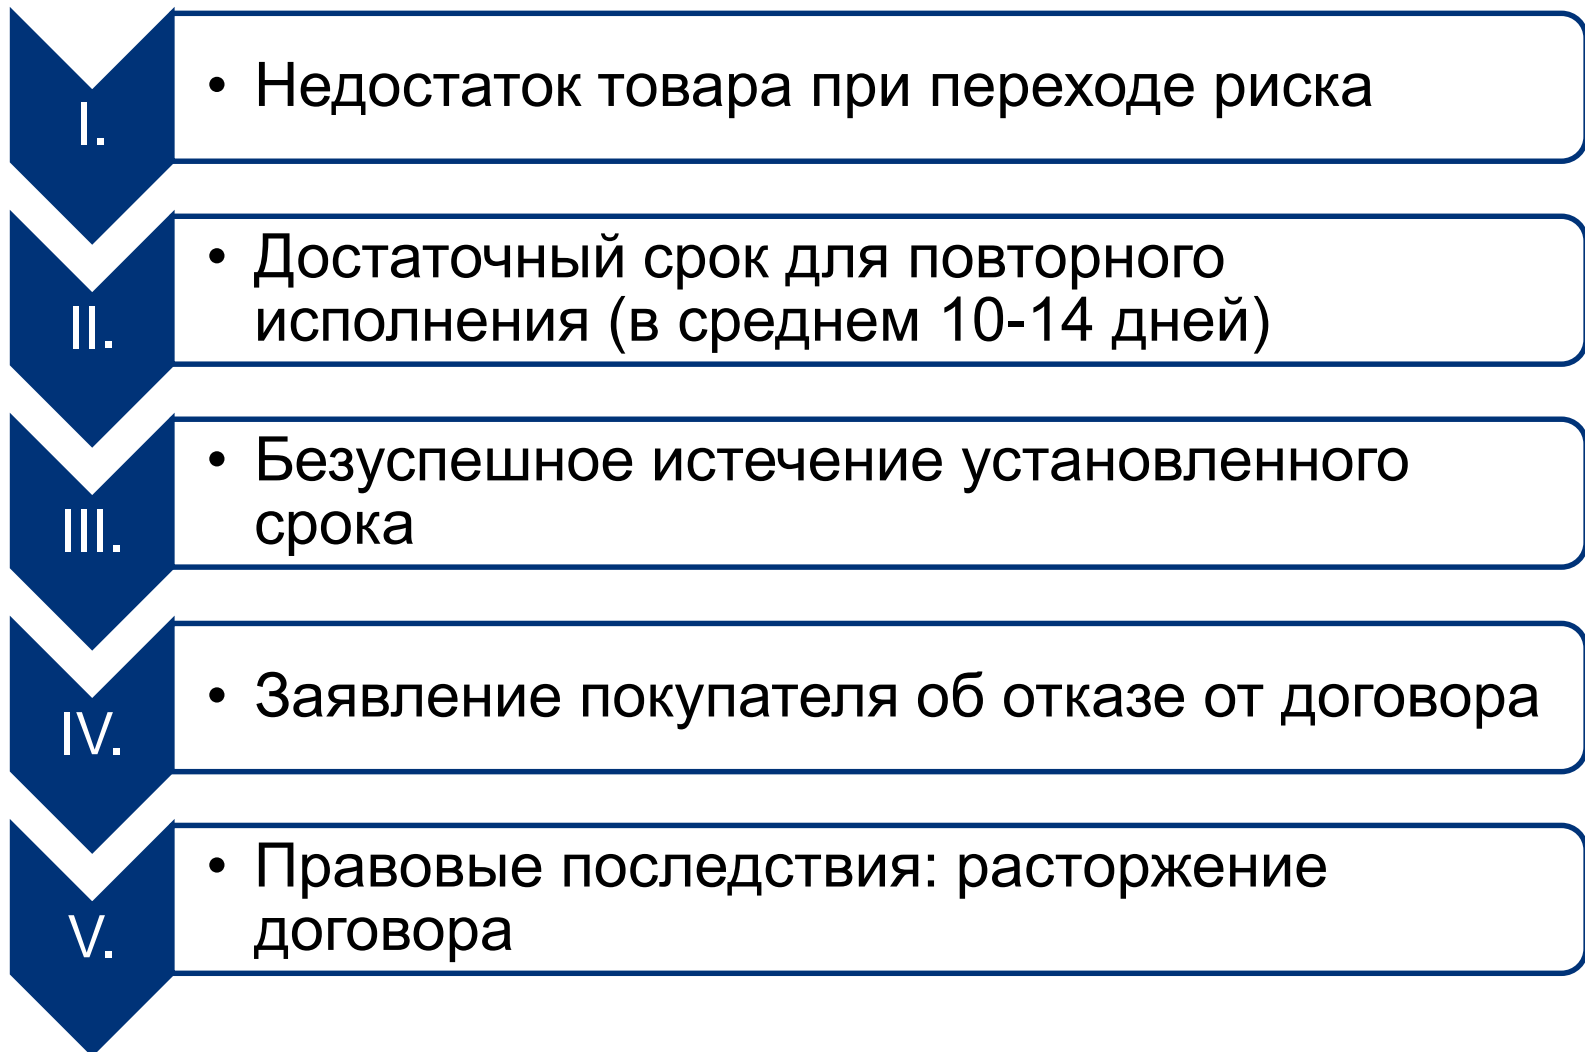 I.
• Недостаток товара при переходе риска
II.
• Достаточный срок для повторного
исполнения (в среднем 10-14 дней)
III.
• Безуспешное истечение установленного
срока
IV.
• Заявление покупателя об отказе от договора
V.
• Правовые последствия: расторжение
договора